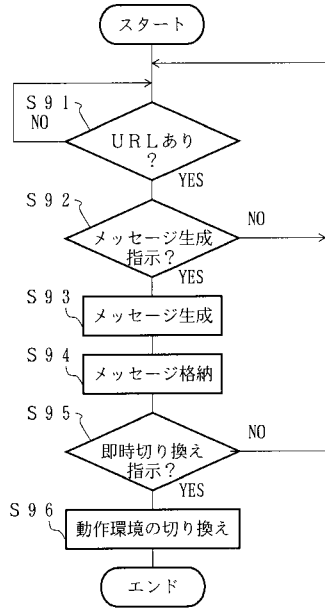 スタート
S91
NO
URLあり
?
YES
S92
NO
メッセージ生成
指示?
YES
S93
メッセージ生成
S94
メッセージ格納
S95
NO
即時切り換え
指示?
YES
S96
動作環境の切り換え
エンド